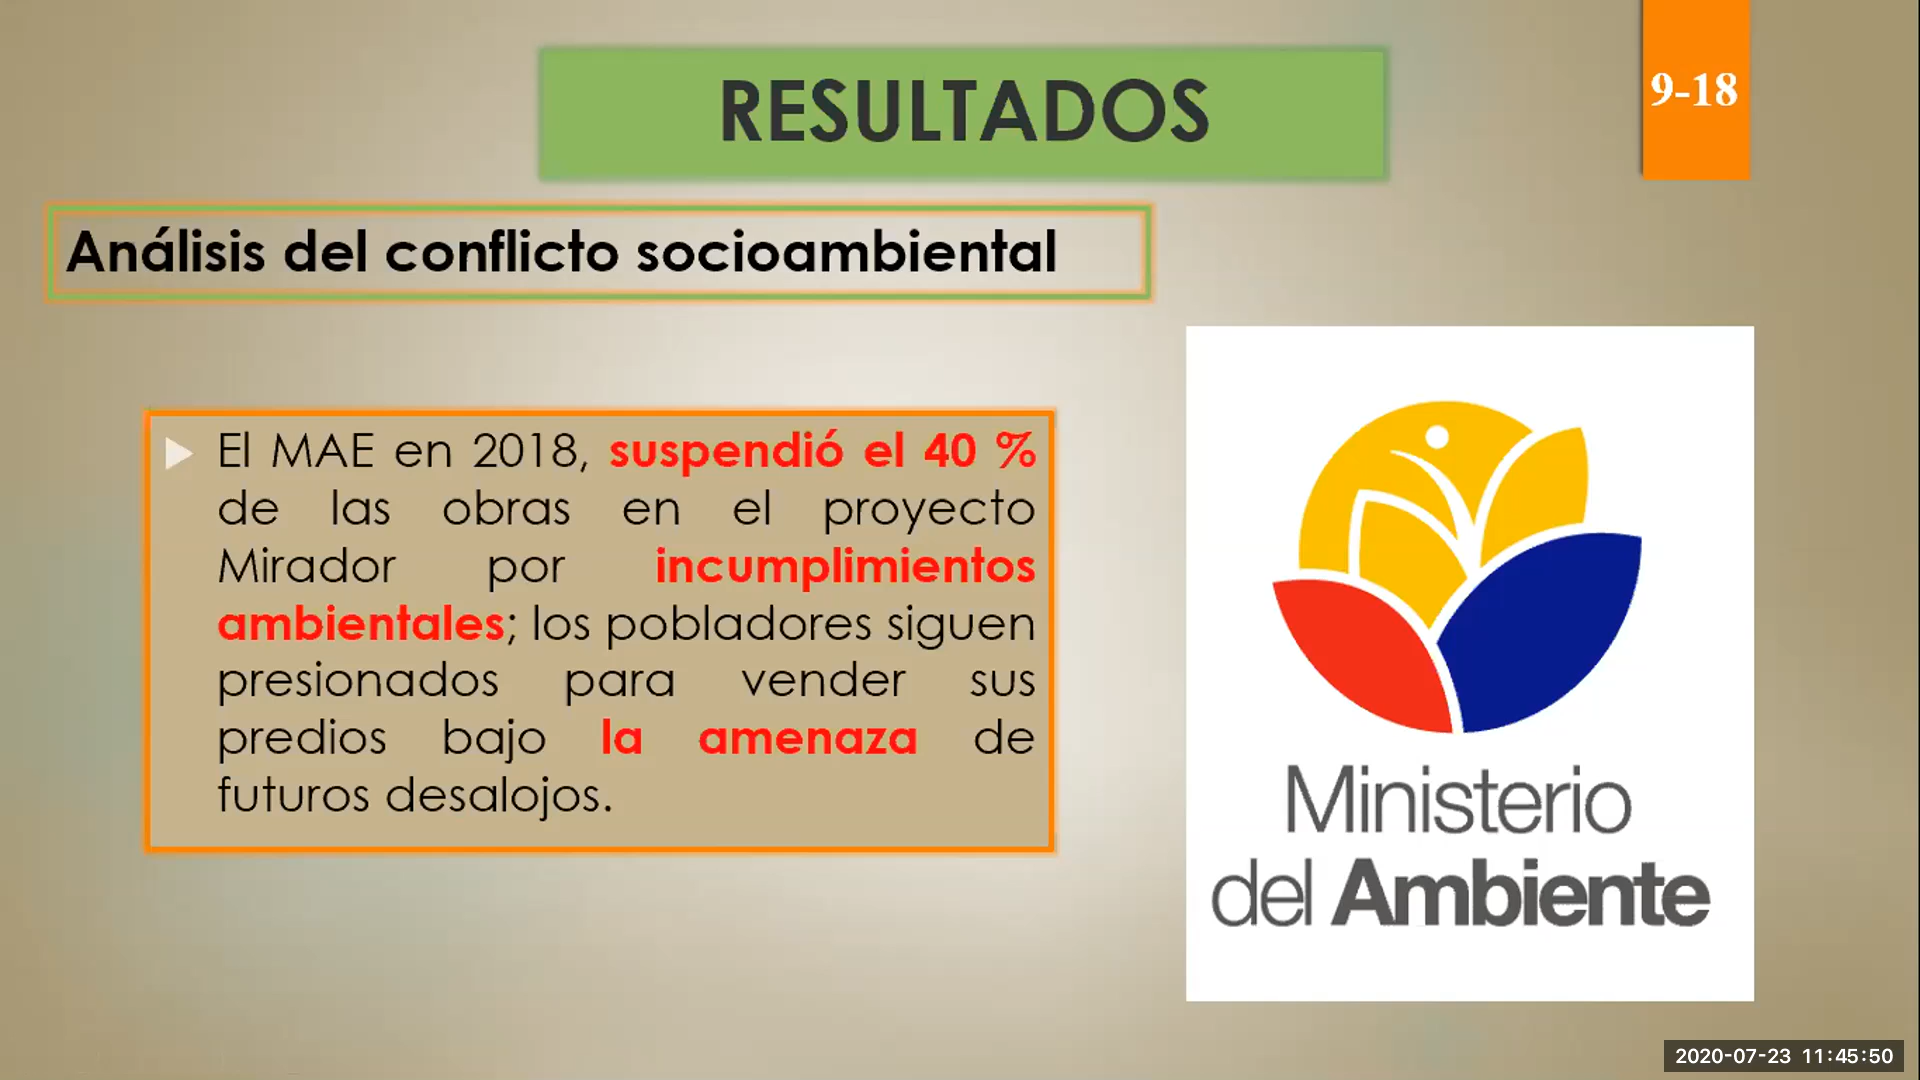 RESULTADOS
9-18
Análisis del conflicto socioambiental
El MAE en 2018, suspendió el 40 %
de las obras en el proyecto
Mirador por incumplimientos
ambientales; los pobladores siguen
presionados para vender sus
predios bajo la amenaza de
futuros desalojos.
Ministerio
del Ambiente
2020-07-23 11:45:50